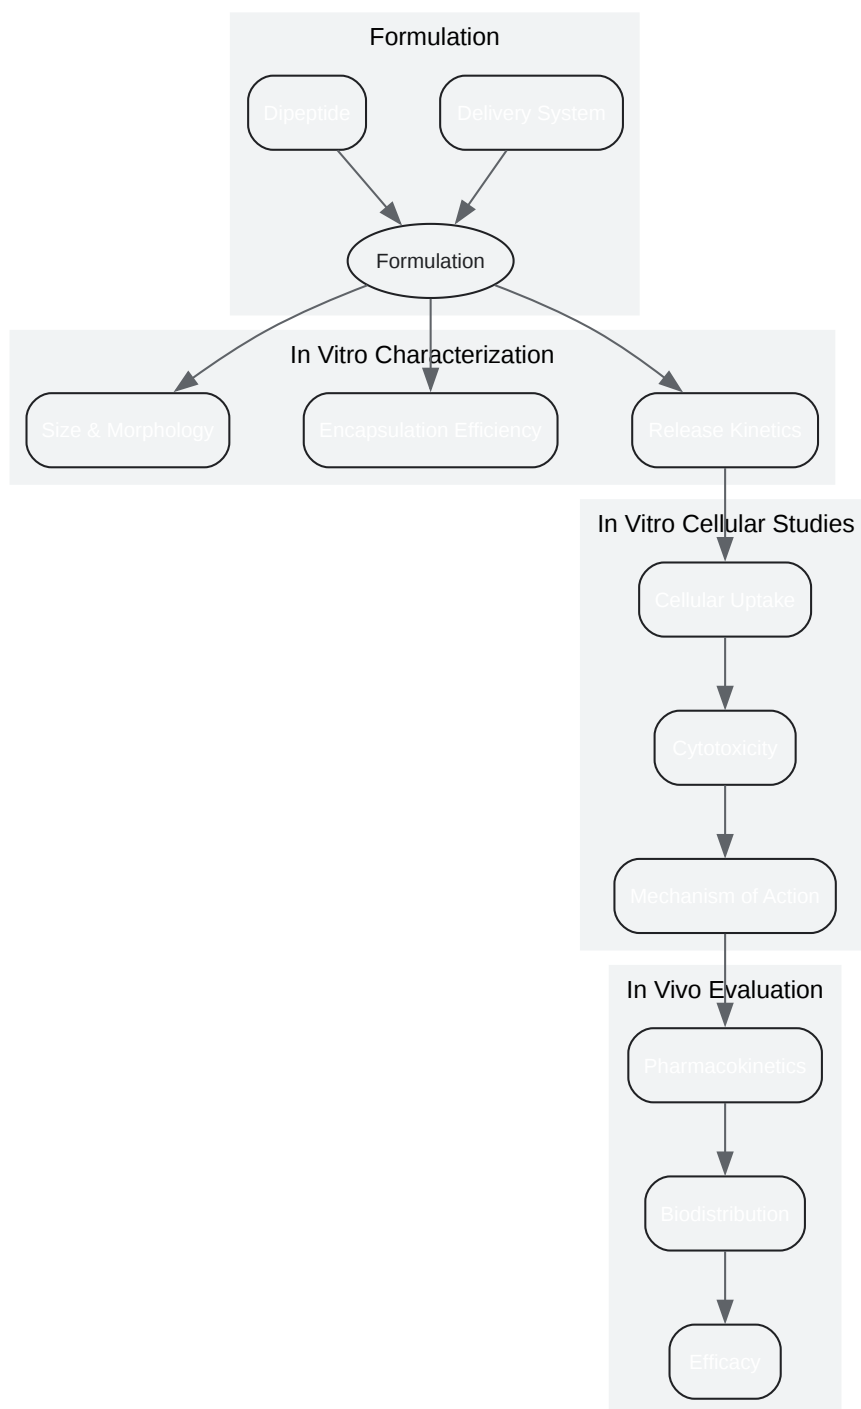 Formulation
Dipeptide
Delivery System
Formulation
In Vitro Characterization
Size & Morphology
Encapsulation Efficiency
Release Kinetics
In Vitro Cellular Studies
Cellular Uptake
Cytotoxicity
Mechanism of Action
In Vivo Evaluation
Pharmacokinetics
Biodistribution
Efficacy